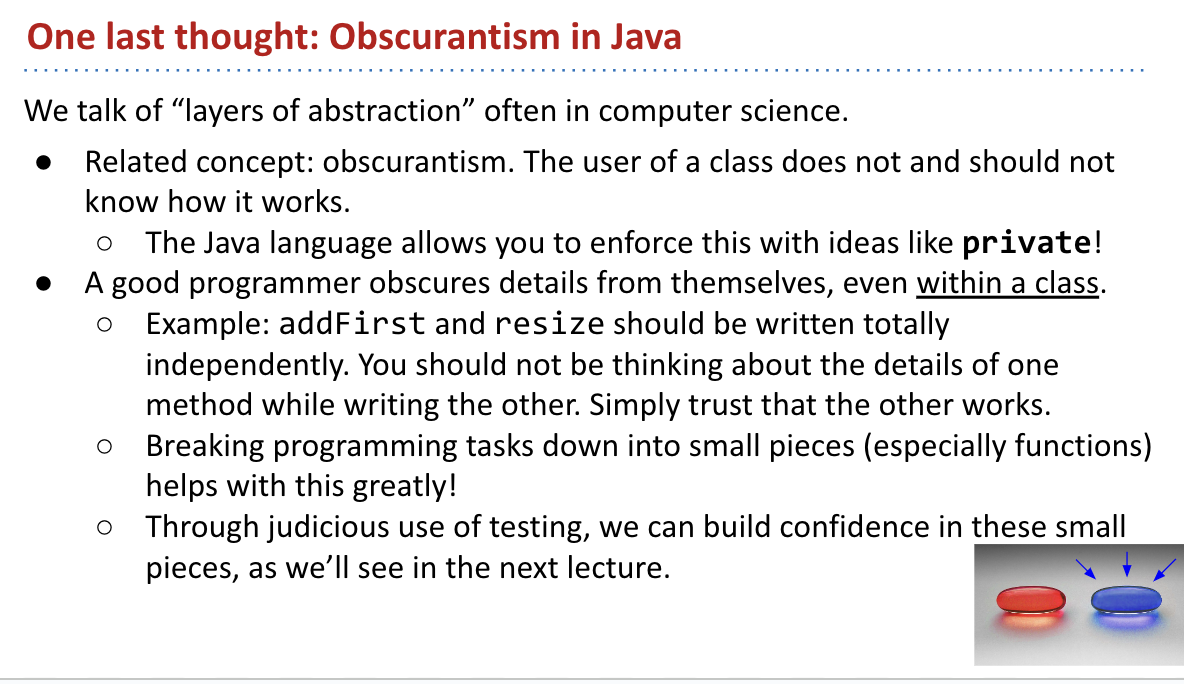 One last thought: Obscurantism in Java
We talk of “layers of abstraction” often in computer science.
● Related concept: obscurantism. The user of a class does not and should not
know how it works.
○ The Java language allows you to enforce this with ideas like private!
● A good programmer obscures details from themselves, even within a class.
○ Example: addFirst and resize should be written totally
independently. You should not be thinking about the details of one
method while writing the other. Simply trust that the other works.
○ Breaking programming tasks down into small pieces (especially functions)
helps with this greatly!
○ Through judicious use of testing, we can build confidence in these small
pieces, as we’ll see in the next lecture.